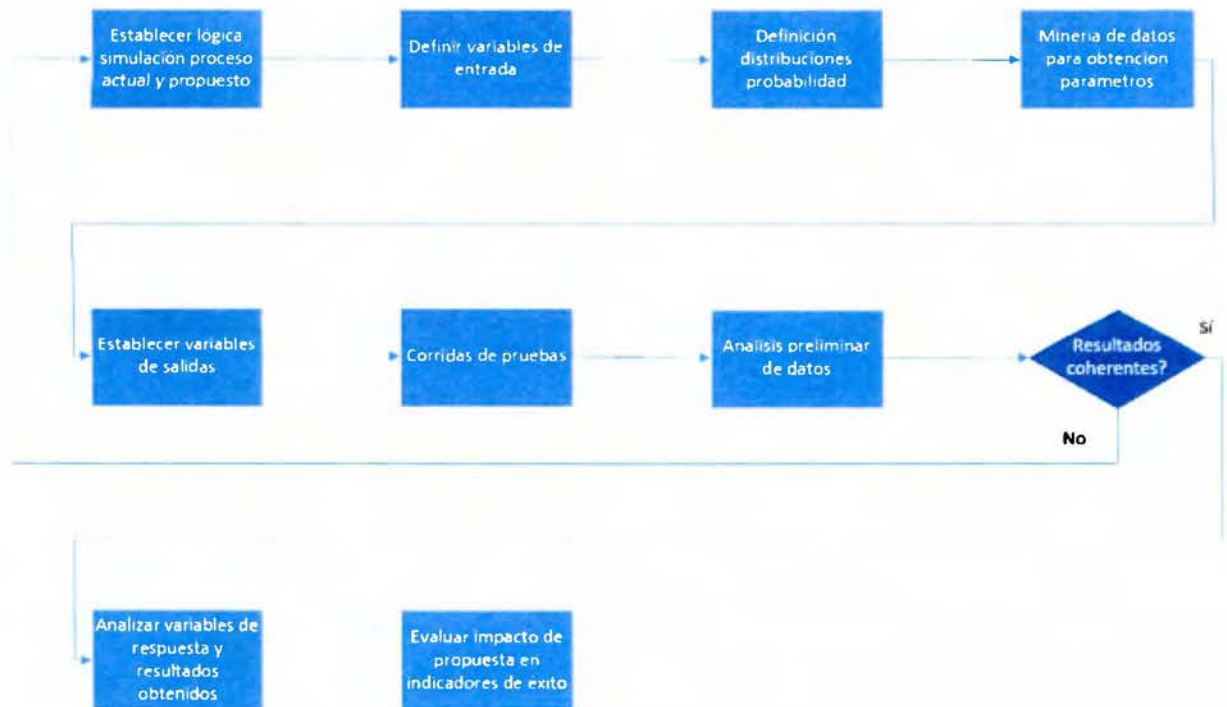 Establecer lógica
simulación proceso
actual y propuesto
Definir variables de
entrada
Definición
distribuciones
probabilidad
Mineria de datos
para obtencion
parametros
Establecer variables
de salidas
Corridas de pruebas
Analisis preliminar
de datos
Resultados
coherentes?
Sí
No
Analizar variables de
respuesta y
resultados
obtenidos
Evaluar impacto de
propuesta en
indicadores de exito